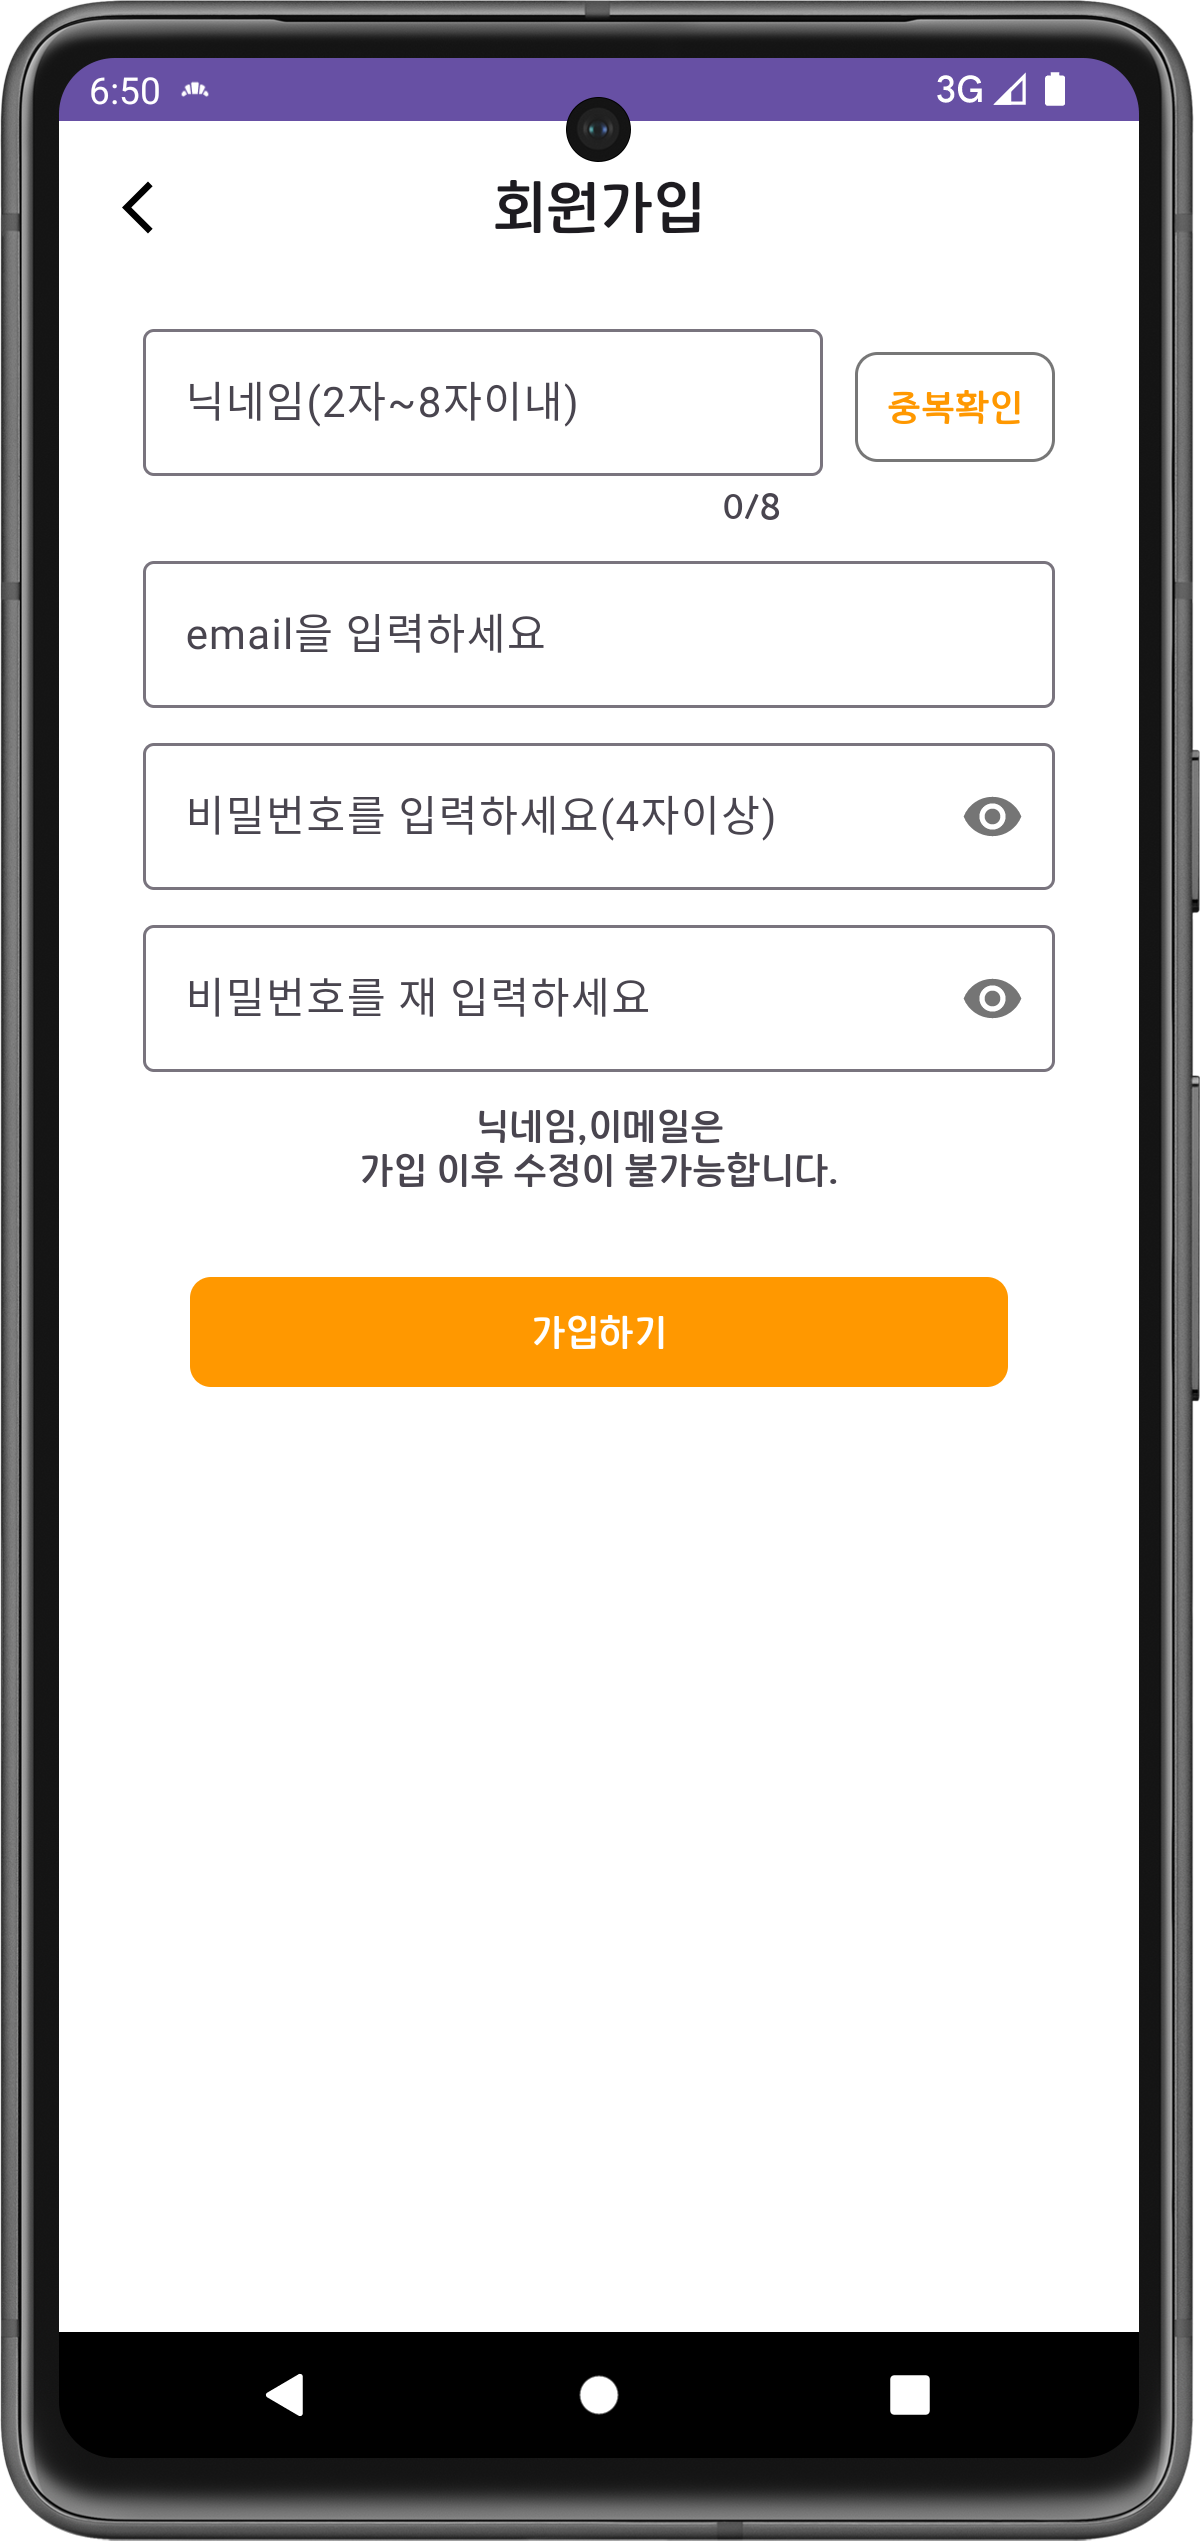 6:50
3G
회원가입
닉네임(2자~8자이내)
중복확인
0/8
email을 입력하세요
비밀번호를 입력하세요(4자이상)
비밀번호를 재 입력하세요
닉네임,이메일은
가입 이후 수정이 불가능합니다.
가입하기